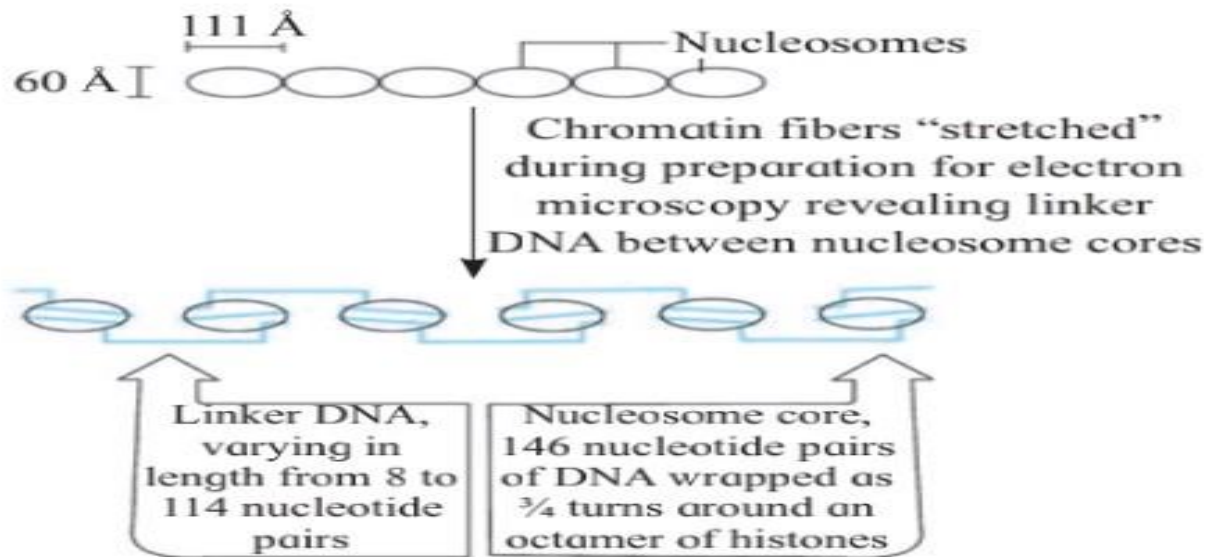 111 Å
Nucleosomes
60 Å
Chromatin fibers “stretched”
during preparation for electron
microscopy revealing linker
DNA between nucleosome cores
Linker DNA,
varying in
length from 8 to
114 nucleotide
pairs
Nucleosome core,
146 nucleotide pairs
of DNA wrapped as
¾ turns around an
octamer of histones